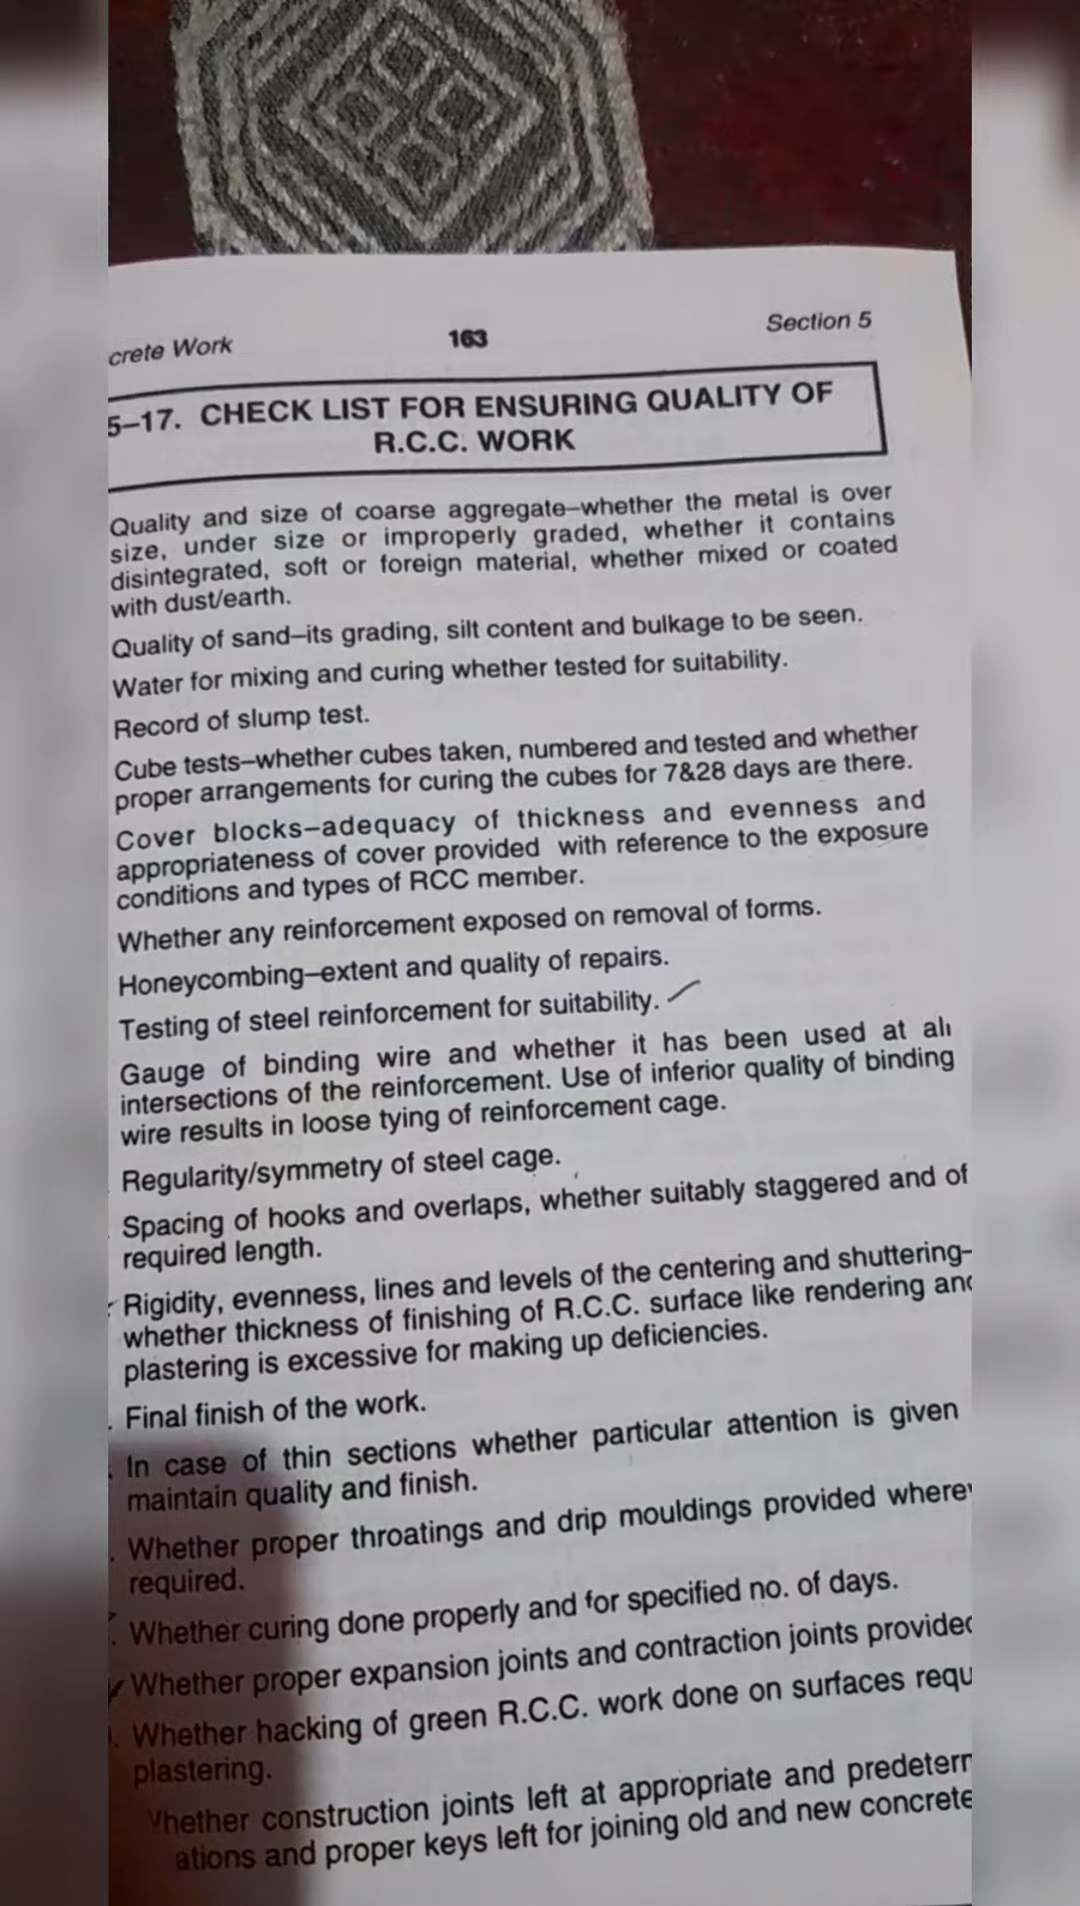 crete Work 163 Section 5
5–17. CHECK LIST FOR ENSURING QUALITY OF
R.C.C. WORK
Quality and size of coarse aggregate–whether the metal is over
size, under size or improperly graded, whether it contains
disintegrated, soft or foreign material, whether mixed or coated
with dust/earth.
Quality of sand–its grading, silt content and bulkage to be seen.
Water for mixing and curing whether tested for suitability.
Record of slump test.
Cube tests–whether cubes taken, numbered and tested and whether
proper arrangements for curing the cubes for 7&28 days are there.
Cover blocks–adequacy of thickness and evenness and
appropriateness of cover provided with reference to the exposure
conditions and types of RCC member.
Whether any reinforcement exposed on removal of forms.
Honeycombing–extent and quality of repairs.
Testing of steel reinforcement for suitability.
Gauge of binding wire and whether it has been used at all
intersections of the reinforcement. Use of inferior quality of binding
wire results in loose tying of reinforcement cage.
Regularity/symmetry of steel cage.
Spacing of hooks and overlaps, whether suitably staggered and of
required length.
Rigidity, evenness, lines and levels of the centering and shuttering–
whether thickness of finishing of R.C.C. surface like rendering and
plastering is excessive for making up deficiencies.
. Final finish of the work.
. In case of thin sections whether particular attention is given
maintain quality and finish.
. Whether proper throatings and drip mouldings provided where
required.
. Whether curing done properly and for specified no. of days.
Whether proper expansion joints and contraction joints provided
. Whether hacking of green R.C.C. work done on surfaces requ
plastering.
Whether construction joints left at appropriate and predeterm
ations and proper keys left for joining old and new concrete